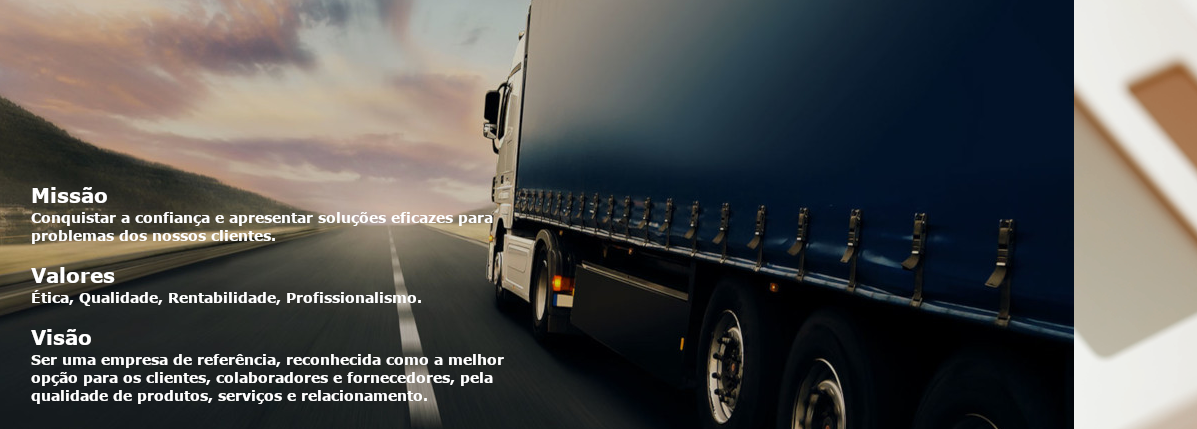 Missão
Conquistar a confiança e apresentar soluções eficazes para
problemas dos nossos clientes.
Valores
Ética, Qualidade, Rentabilidade, Profissionalismo.
Visão
Ser uma empresa de referência, reconhecida como a melhor
opção para os clientes, colaboradores e fornecedores, pela
qualidade de produtos, serviços e relacionamento.